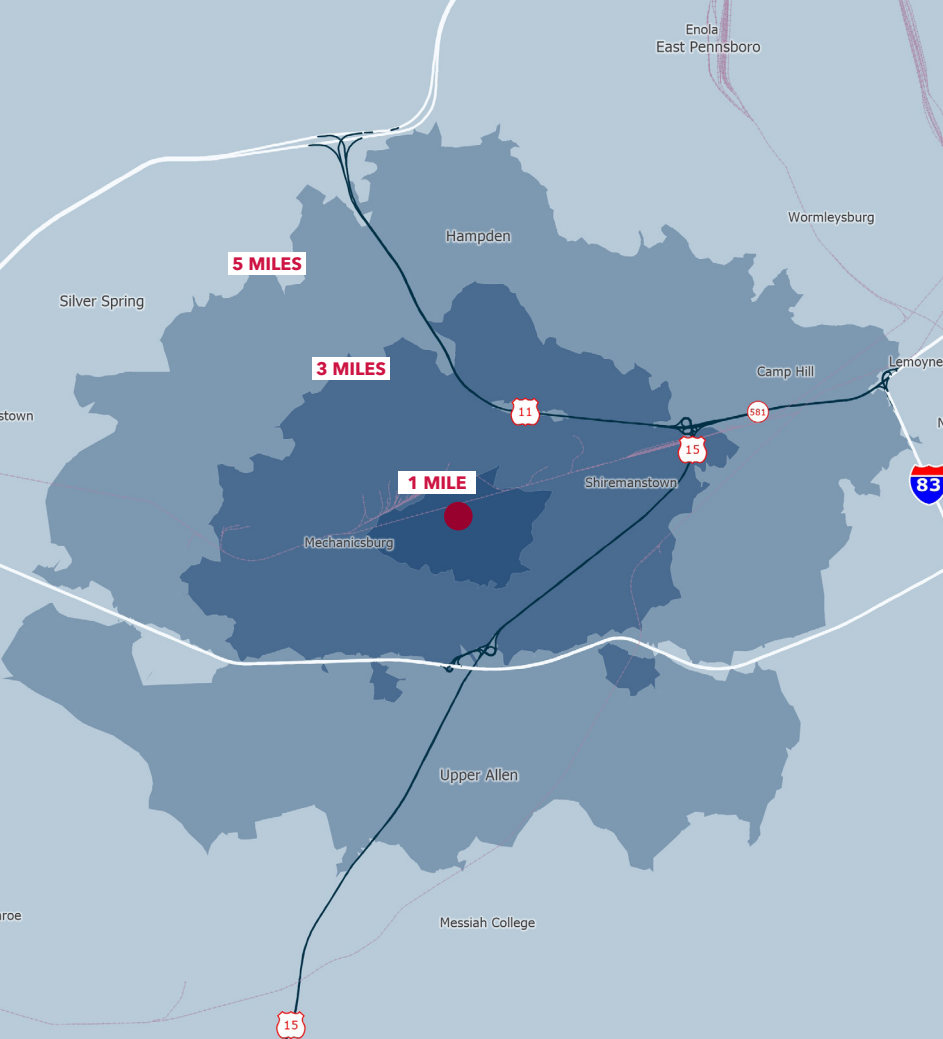 Enola
East Pennsboro
Wormleysburg
Hampden
5 MILES
Silver Spring
3 MILES
Lemoyne
Camp Hill
11
581
stown
15
1 MILE
Shiremanstown
83
Mechanicsburg
Upper Allen
roe
Messiah College
15